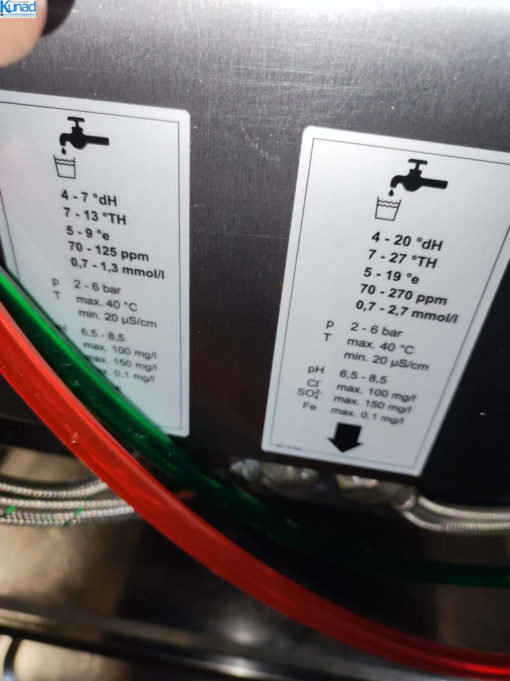 Kunad
4 - 7 °dH
7 - 13 °TH
5 - 9 °e
70 - 125 ppm
0,7 - 1,3 mmol/l
p 2 - 6 bar
T max. 40 °C
min. 20 µS/cm
6,5 - 8,5
max. 100 mg/l
max. 150 mg/l
max. 0,1 mg/l
4 - 20 °dH
7 - 27 °TH
5 - 19 °e
70 - 270 ppm
0,7 - 2,7 mmol/l
p 2 - 6 bar
T max. 40 °C
min. 20 µS/cm
pH 6,5 - 8,5
Cl⁻ max. 100 mg/l
SO₄²⁻ max. 150 mg/l
Fe max. 0,1 mg/l